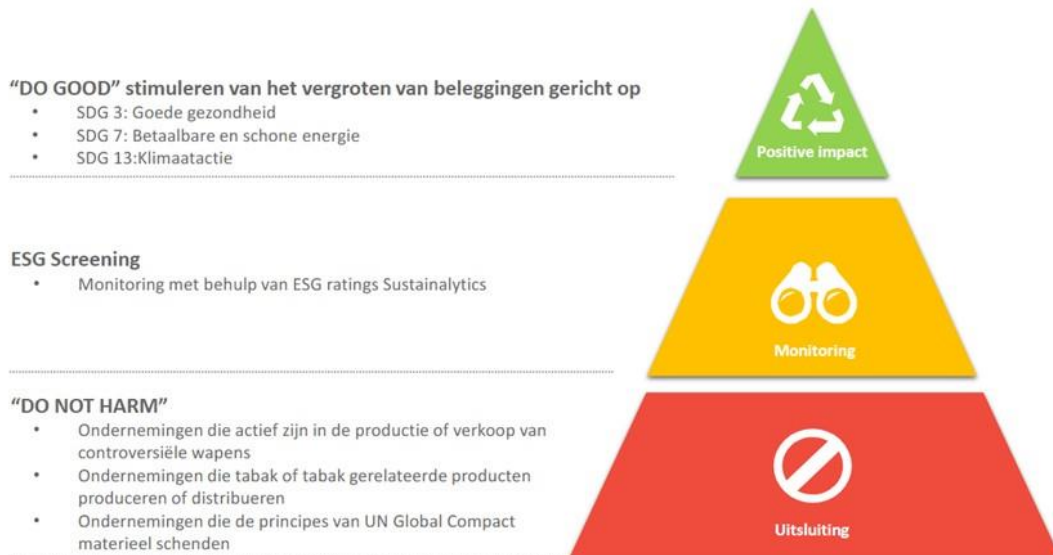 “DO GOOD” stimuleren van het vergroten van beleggingen gericht op
• SDG 3: Goede gezondheid
• SDG 7: Betaalbare en schone energie
• SDG 13:Klimaatactie
Positive impact
ESG Screening
• Monitoring met behulp van ESG ratings Sustainalytics
Monitoring
“DO NOT HARM”
• Ondernemingen die actief zijn in de productie of verkoop van
controversiële wapens
• Ondernemingen die tabak of tabak gerelateerde producten
produceren of distribueren
• Ondernemingen die de principes van UN Global Compact
materieel schenden
Uitsluiting